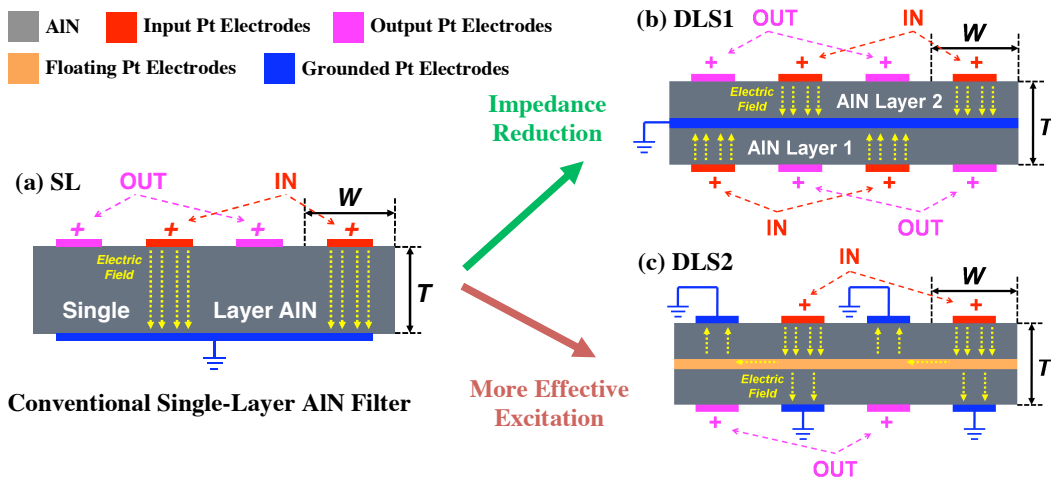 AlN
Input Pt Electrodes
Output Pt Electrodes
Floating Pt Electrodes
Grounded Pt Electrodes
(a) SL
OUT
IN
W
+
+
+
+
Electric
Field
T
Single
Layer AlN
Conventional Single-Layer AlN Filter
Impedance
Reduction
More Effective
Excitation
(b) DLS1
OUT
IN
W
+
+
+
+
Electric
Field
AlN Layer 2
T
AlN Layer 1
+
+
+
+
IN
OUT
(c) DLS2
IN
W
+
+
T
Electric
Field
+
+
OUT